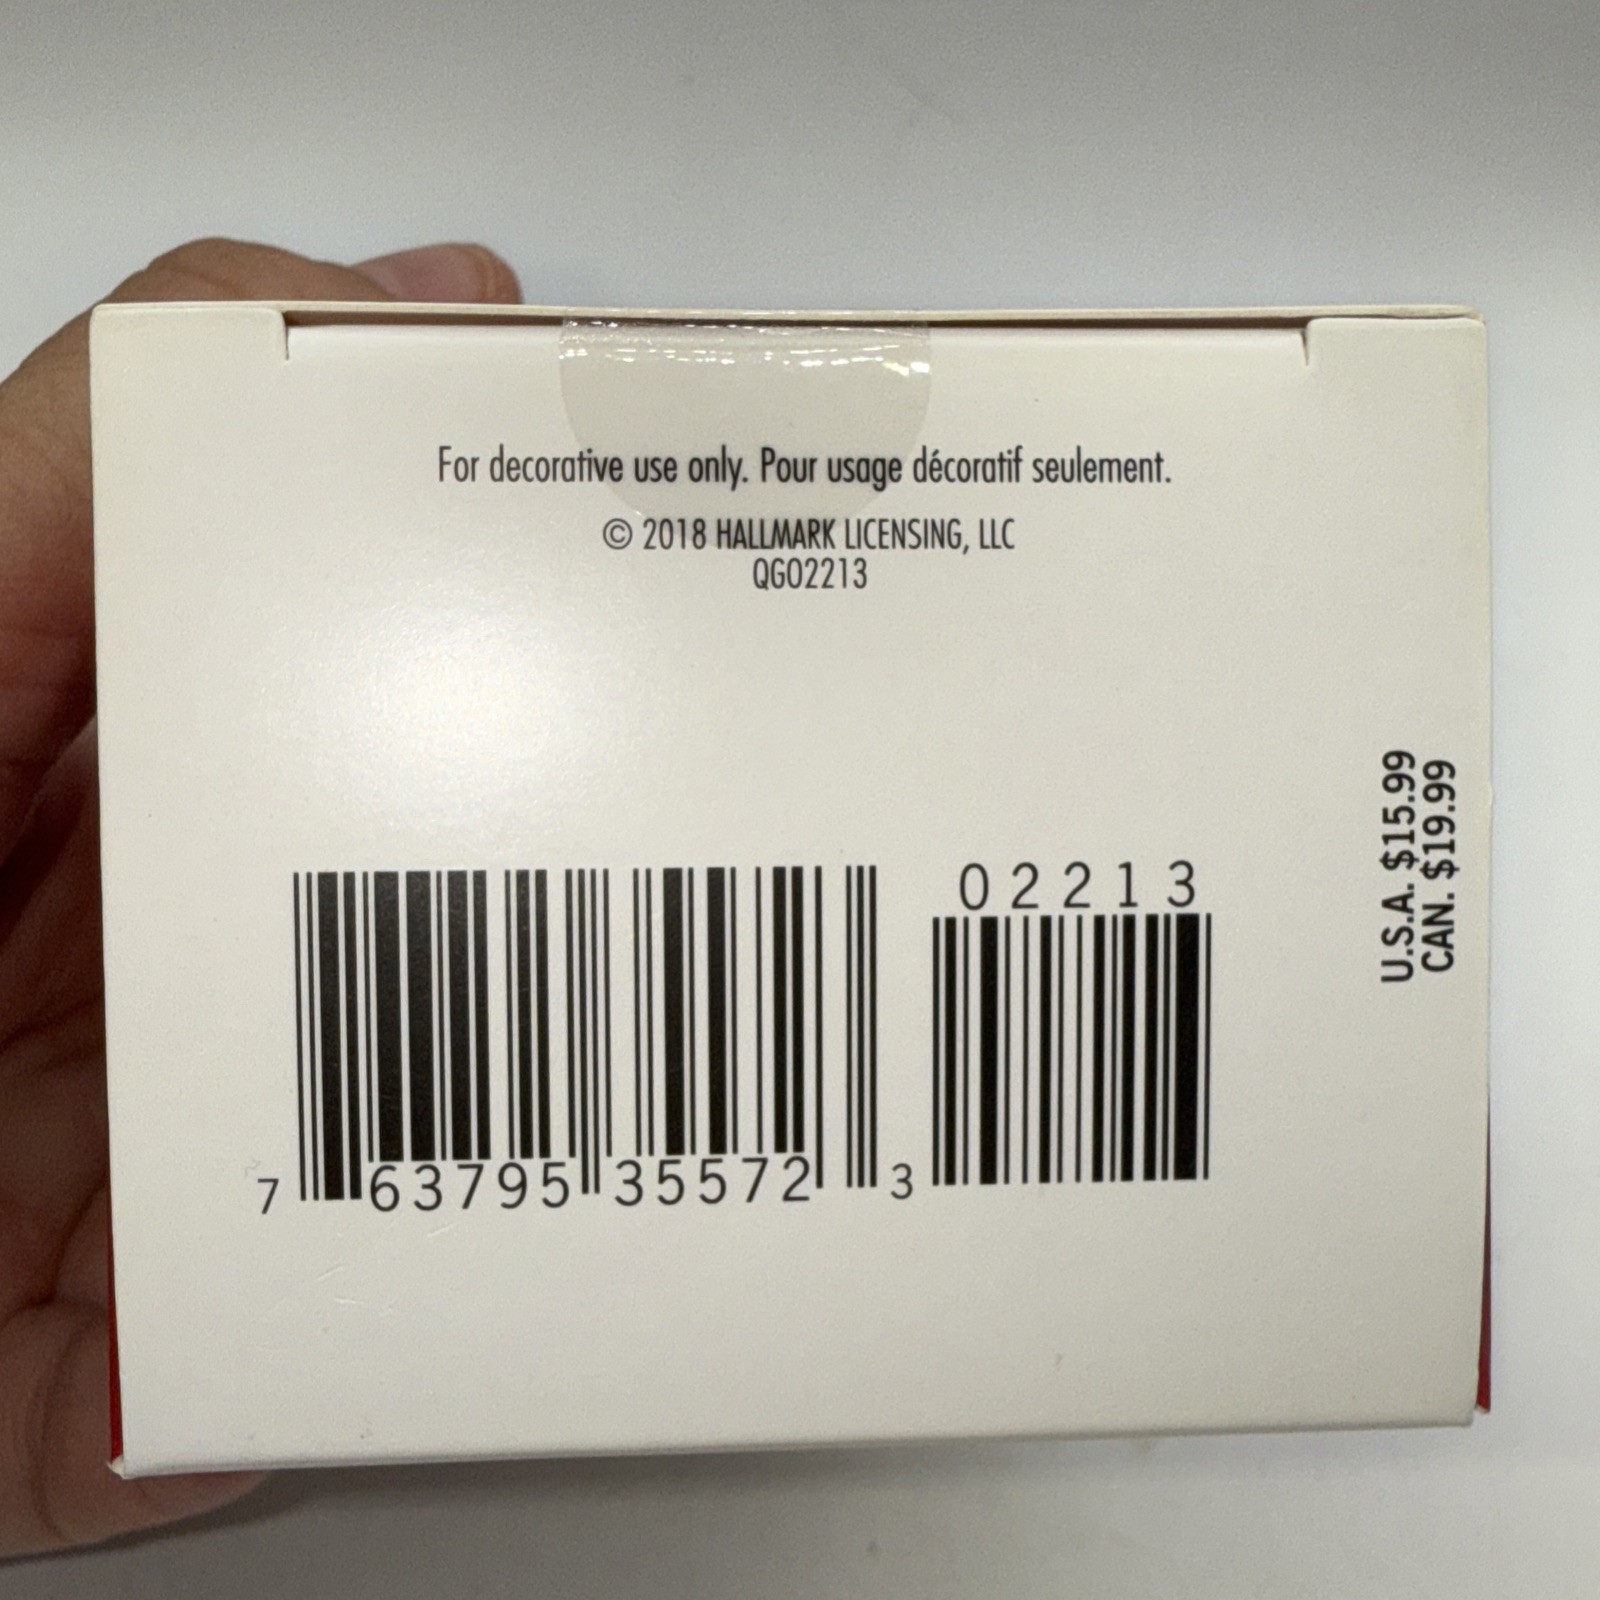 For decorative use only. Pour usage décoratif seulement.
© 2018 HALLMARK LICENSING, LLC
QGO2213
U.S.A. $15.99
CAN. $19.99
02213
7 63795 35572 3